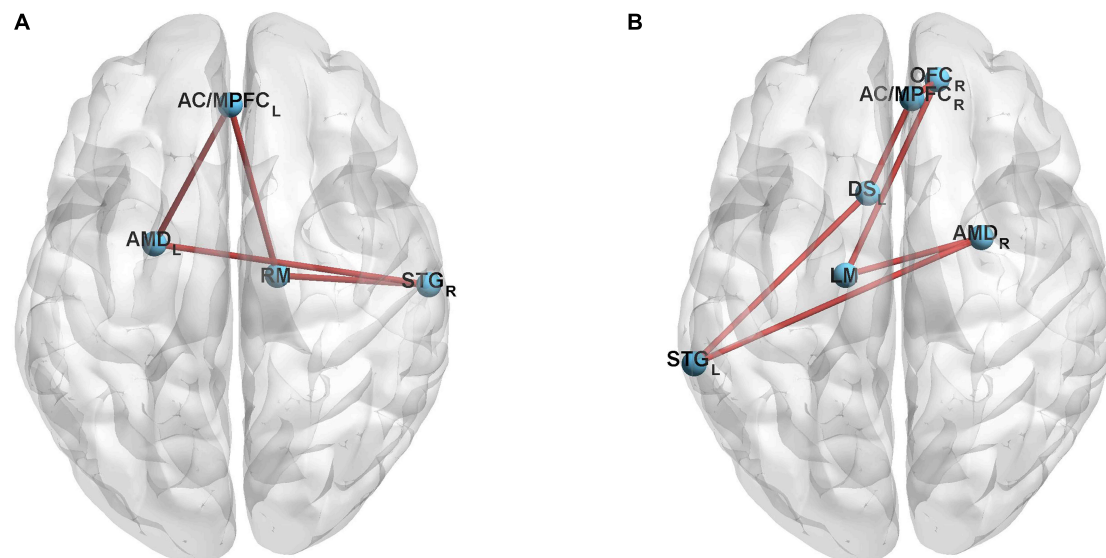 A
AC/MPFC L
AMD L
RM
STG R
B
OFC R
AC/MPFC R
DS L
AMD R
LM
STG L